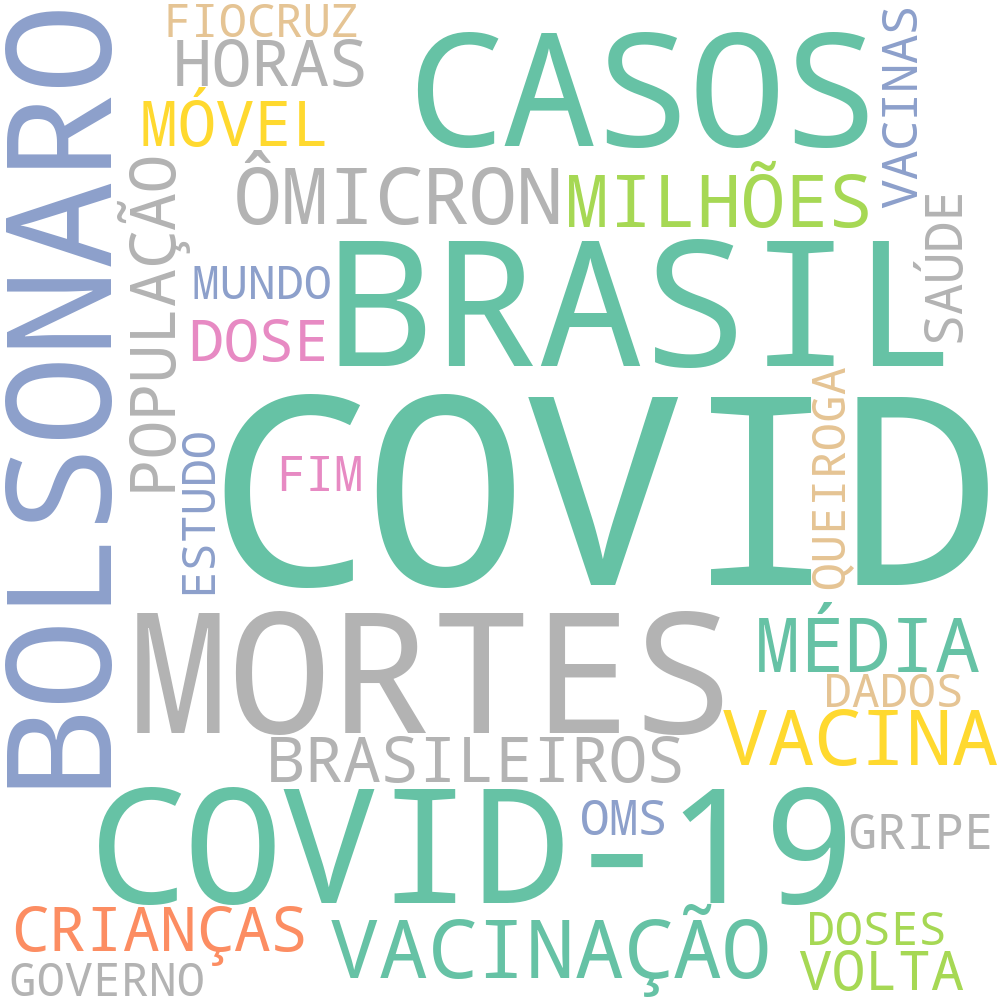 BOLSONARO
FIOCRUZ
HORAS
MÓVEL
CASOS
VACINAS
POPULAÇÃO
ÔMICRON
MILHÕES
SAÚDE
MUNDO
DOSE
BRASIL
COVID
FIM
ESTUDO
QUEIROGA
MORTES
MÉDIA
DADOS
VACINA
BRASILEIROS
COVID-19
OMS
GRIPE
CRIANÇAS
VACINAÇÃO
DOSES
VOLTA
GOVERNO